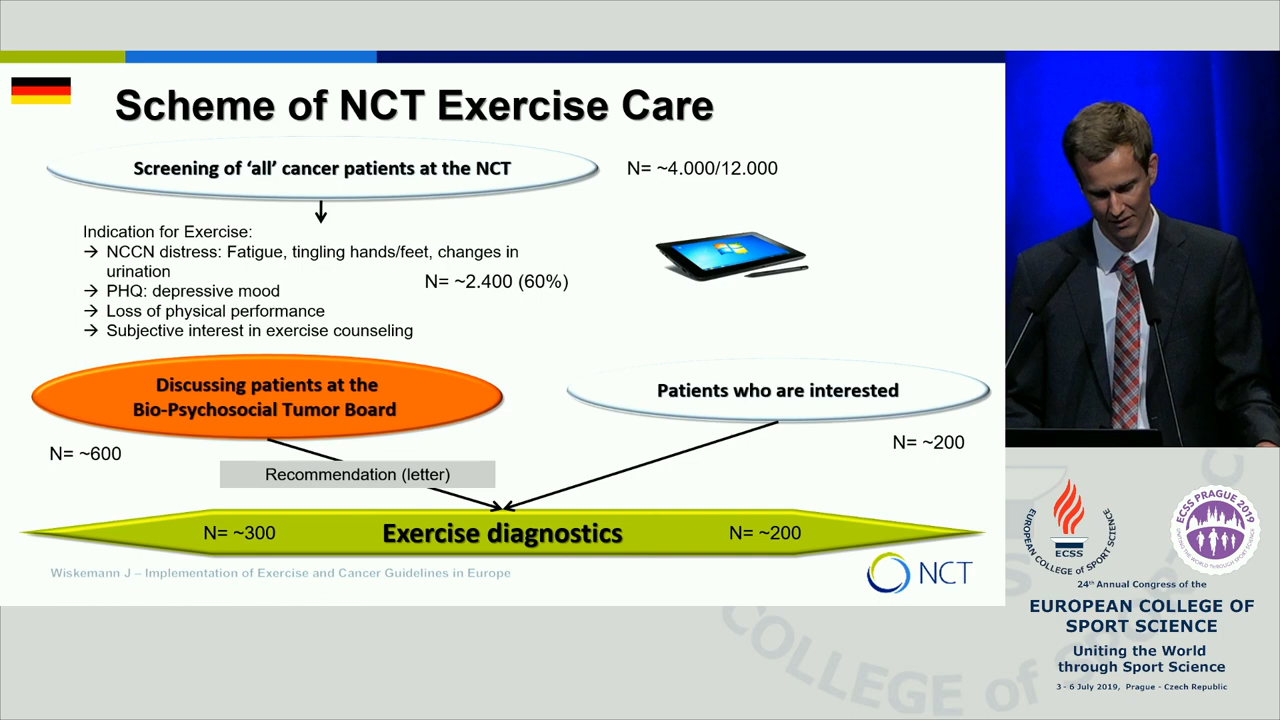 Scheme of NCT Exercise Care
Screening of ‘all’ cancer patients at the NCT
N= ~4.000/12.000
Indication for Exercise:
→ NCCN distress: Fatigue, tingling hands/feet, changes in
urination
N= ~2.400 (60%)
→ PHQ: depressive mood
→ Loss of physical performance
→ Subjective interest in exercise counseling
Discussing patients at the
Bio-Psychosocial Tumor Board
Patients who are interested
N= ~600
N= ~200
Recommendation (letter)
N= ~300
Exercise diagnostics
N= ~200
Wiskemann J – Implementation of Exercise and Cancer Guidelines in Europe
NCT
EUROPEAN COLLEGE OF SPORT SCIENCE
ECSS
ECSS PRAGUE 2019
UNITING THE WORLD THROUGH SPORT SCIENCE
24th Annual Congress of the
EUROPEAN COLLEGE OF
SPORT SCIENCE
Uniting the World
through Sport Science
3 - 6 July 2019, Prague - Czech Republic
COLLEGE of